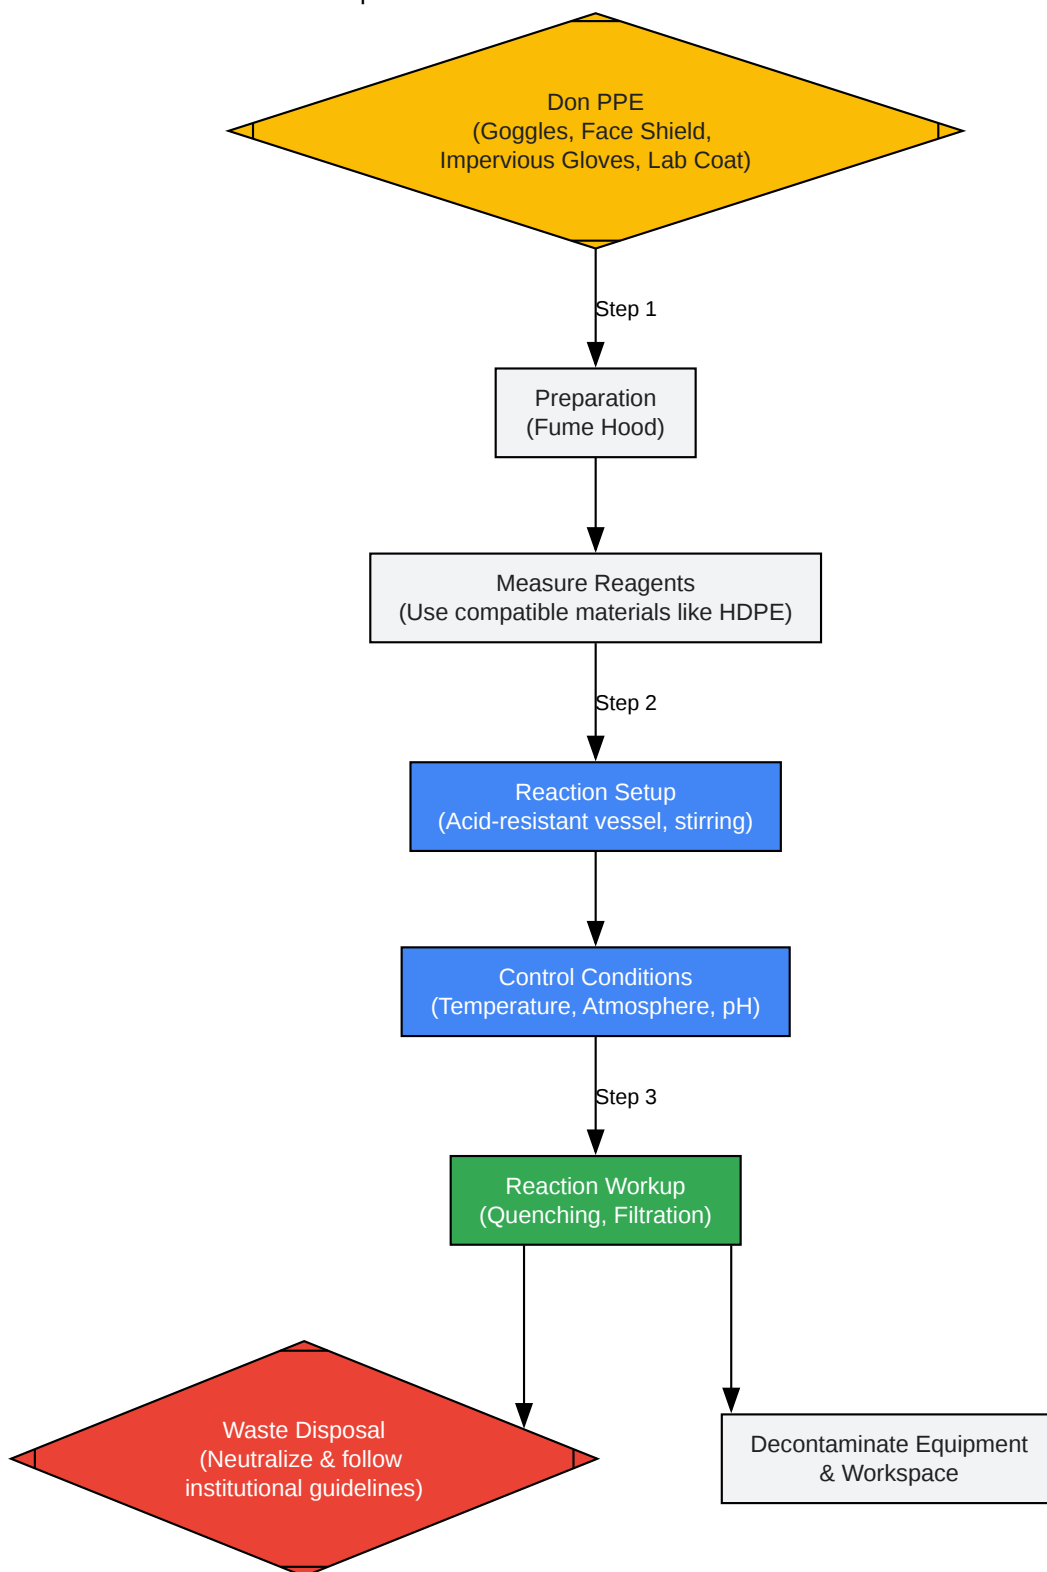 Don PPE
(Goggles, Face Shield,
Impervious Gloves, Lab Coat)
Step 1
Preparation
(Fume Hood)
Measure Reagents
(Use compatible materials like HDPE)
Step 2
Reaction Setup
(Acid-resistant vessel, stirring)
Control Conditions
(Temperature, Atmosphere, pH)
Step 3
Reaction Workup
(Quenching, Filtration)
Waste Disposal
(Neutralize & follow
institutional guidelines)
Decontaminate Equipment
& Workspace